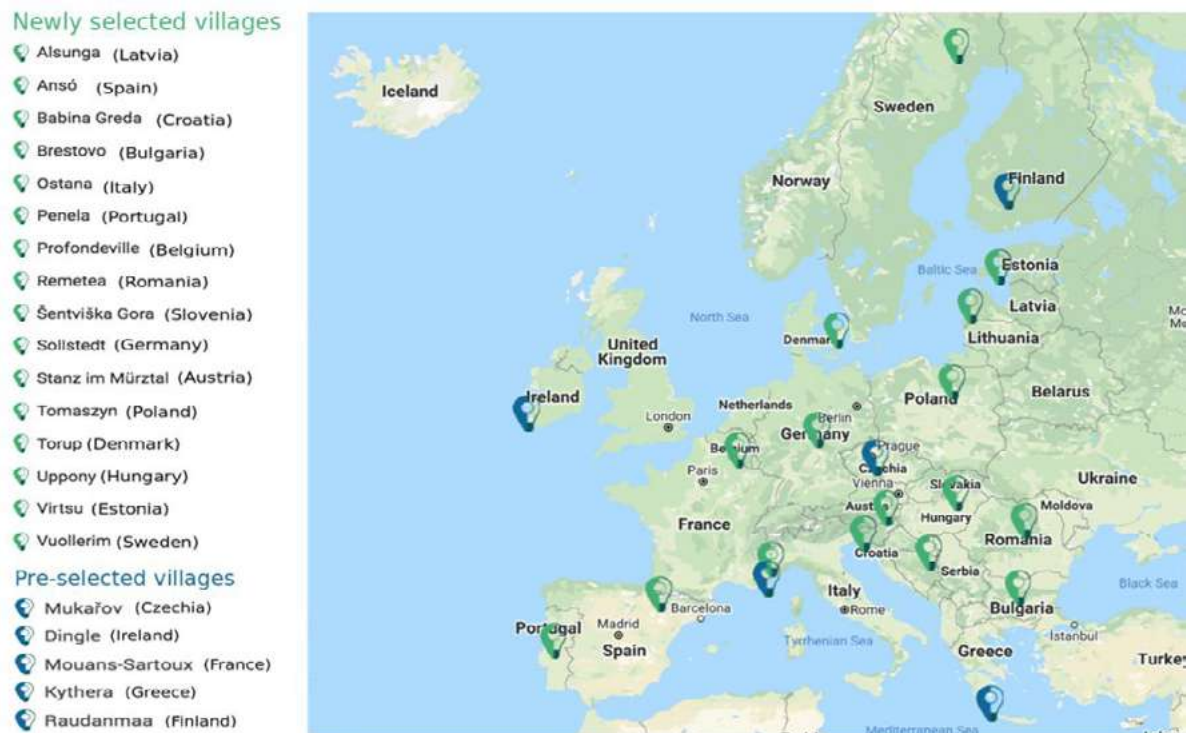 Newly selected villages
Alsunga (Latvia)
Ansó (Spain)
Babina Greda (Croatia)
Brestovo (Bulgaria)
Ostana (Italy)
Penela (Portugal)
Profondeville (Belgium)
Remetea (Romania)
Šentviška Gora (Slovenia)
Sollstedt (Germany)
Stanz im Mürztal (Austria)
Tomaszyn (Poland)
Torup (Denmark)
Uppony (Hungary)
Virtsu (Estonia)
Vuollerim (Sweden)
Pre-selected villages
Mukařov (Czechia)
Dingle (Ireland)
Mouans-Sartoux (France)
Kythera (Greece)
Raudanmaa (Finland)
Iceland
Sweden
Norway
Finland
Baltic Sea
Estonia
Latvia
North Sea
Lithuania
United
Kingdom
Ireland
Belarus
Poland
Netherlands
Berlin
London
Germany
Prague
Paris
Czechia
Vienna
Slovakia
Ukraine
Hungary
Moldova
France
Romania
Croatia
Serbia
Italy
Black Sea
Barcelona
Rome
Bulgaria
Portugal
Madrid
Istanbul
Spain
Tyrrhenian Sea
Greece
Turkey
Mediterranean Sea